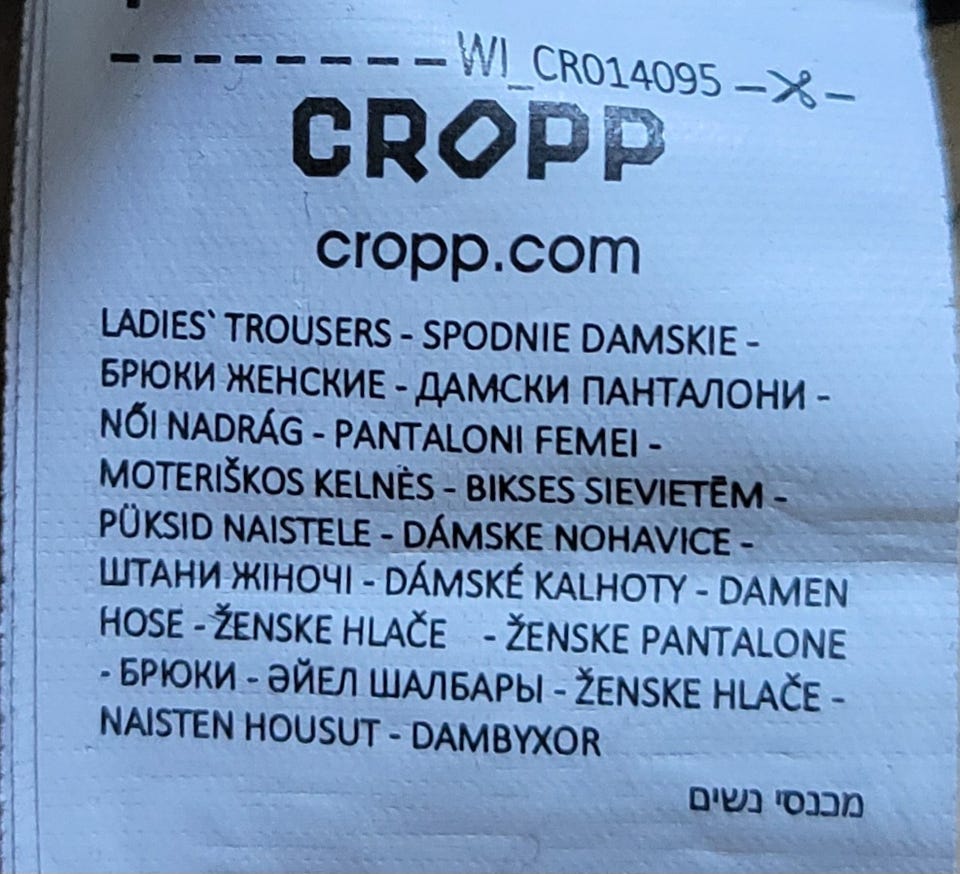 WI_CR014095
CROPP
cropp.com
LADIES` TROUSERS - SPODNIE DAMSKIE -
БРЮКИ ЖЕНСКИЕ - ДАМСКИ ПАНТАЛОНИ -
NŐI NADRÁG - PANTALONI FEMEI -
MOTERIŠKOS KELNĖS - BIKSES SIEVIETĒM -
PÜKSID NAISTELE - DÁMSKE NOHAVICE -
ШТАНИ ЖІНОЧІ - DÁMSKÉ KALHOTY - DAMEN
HOSE - ŽENSKE HLAČE - ŽENSKE PANTALONE
- БРЮКИ - ӘЙЕЛ ШАЛБАРЫ - ŽENSKE HLAČE -
NAISTEN HOUSUT - DAMBYXOR
מכנסי נשים